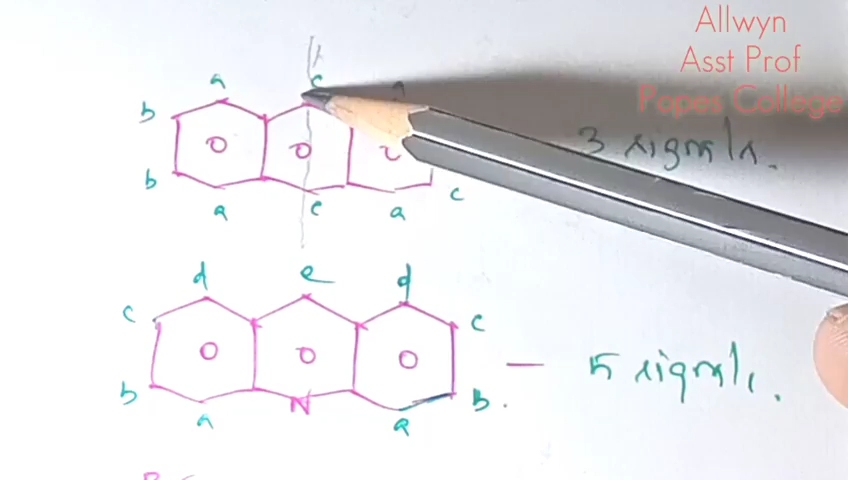 Allwyn
Asst Prof
Popes College
a c a
b
3 signals.
b c
a c a
d e d
c c
5 signals.
b N b.
a a